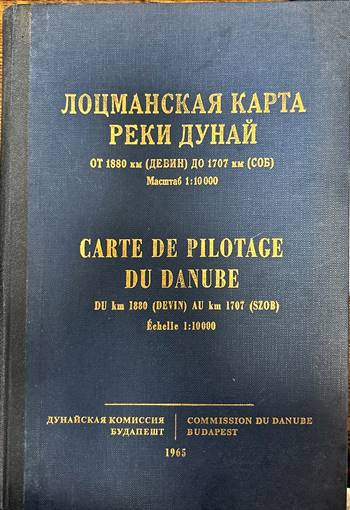 ЛОЦМАНСКАЯ КАРТА
РЕКИ ДУНАЙ
ОТ 1880 км (ДЕВИН) ДО 1707 км (СОБ)
Масштаб 1:10 000
CARTE DE PILOTAGE
DU DANUBE
DU km 1880 (DEVIN) AU km 1707 (SZOB)
Échelle 1:10000
ДУНАЙСКАЯ КОМИССИЯ
БУДАПЕШТ
COMMISSION DU DANUBE
BUDAPEST
1965